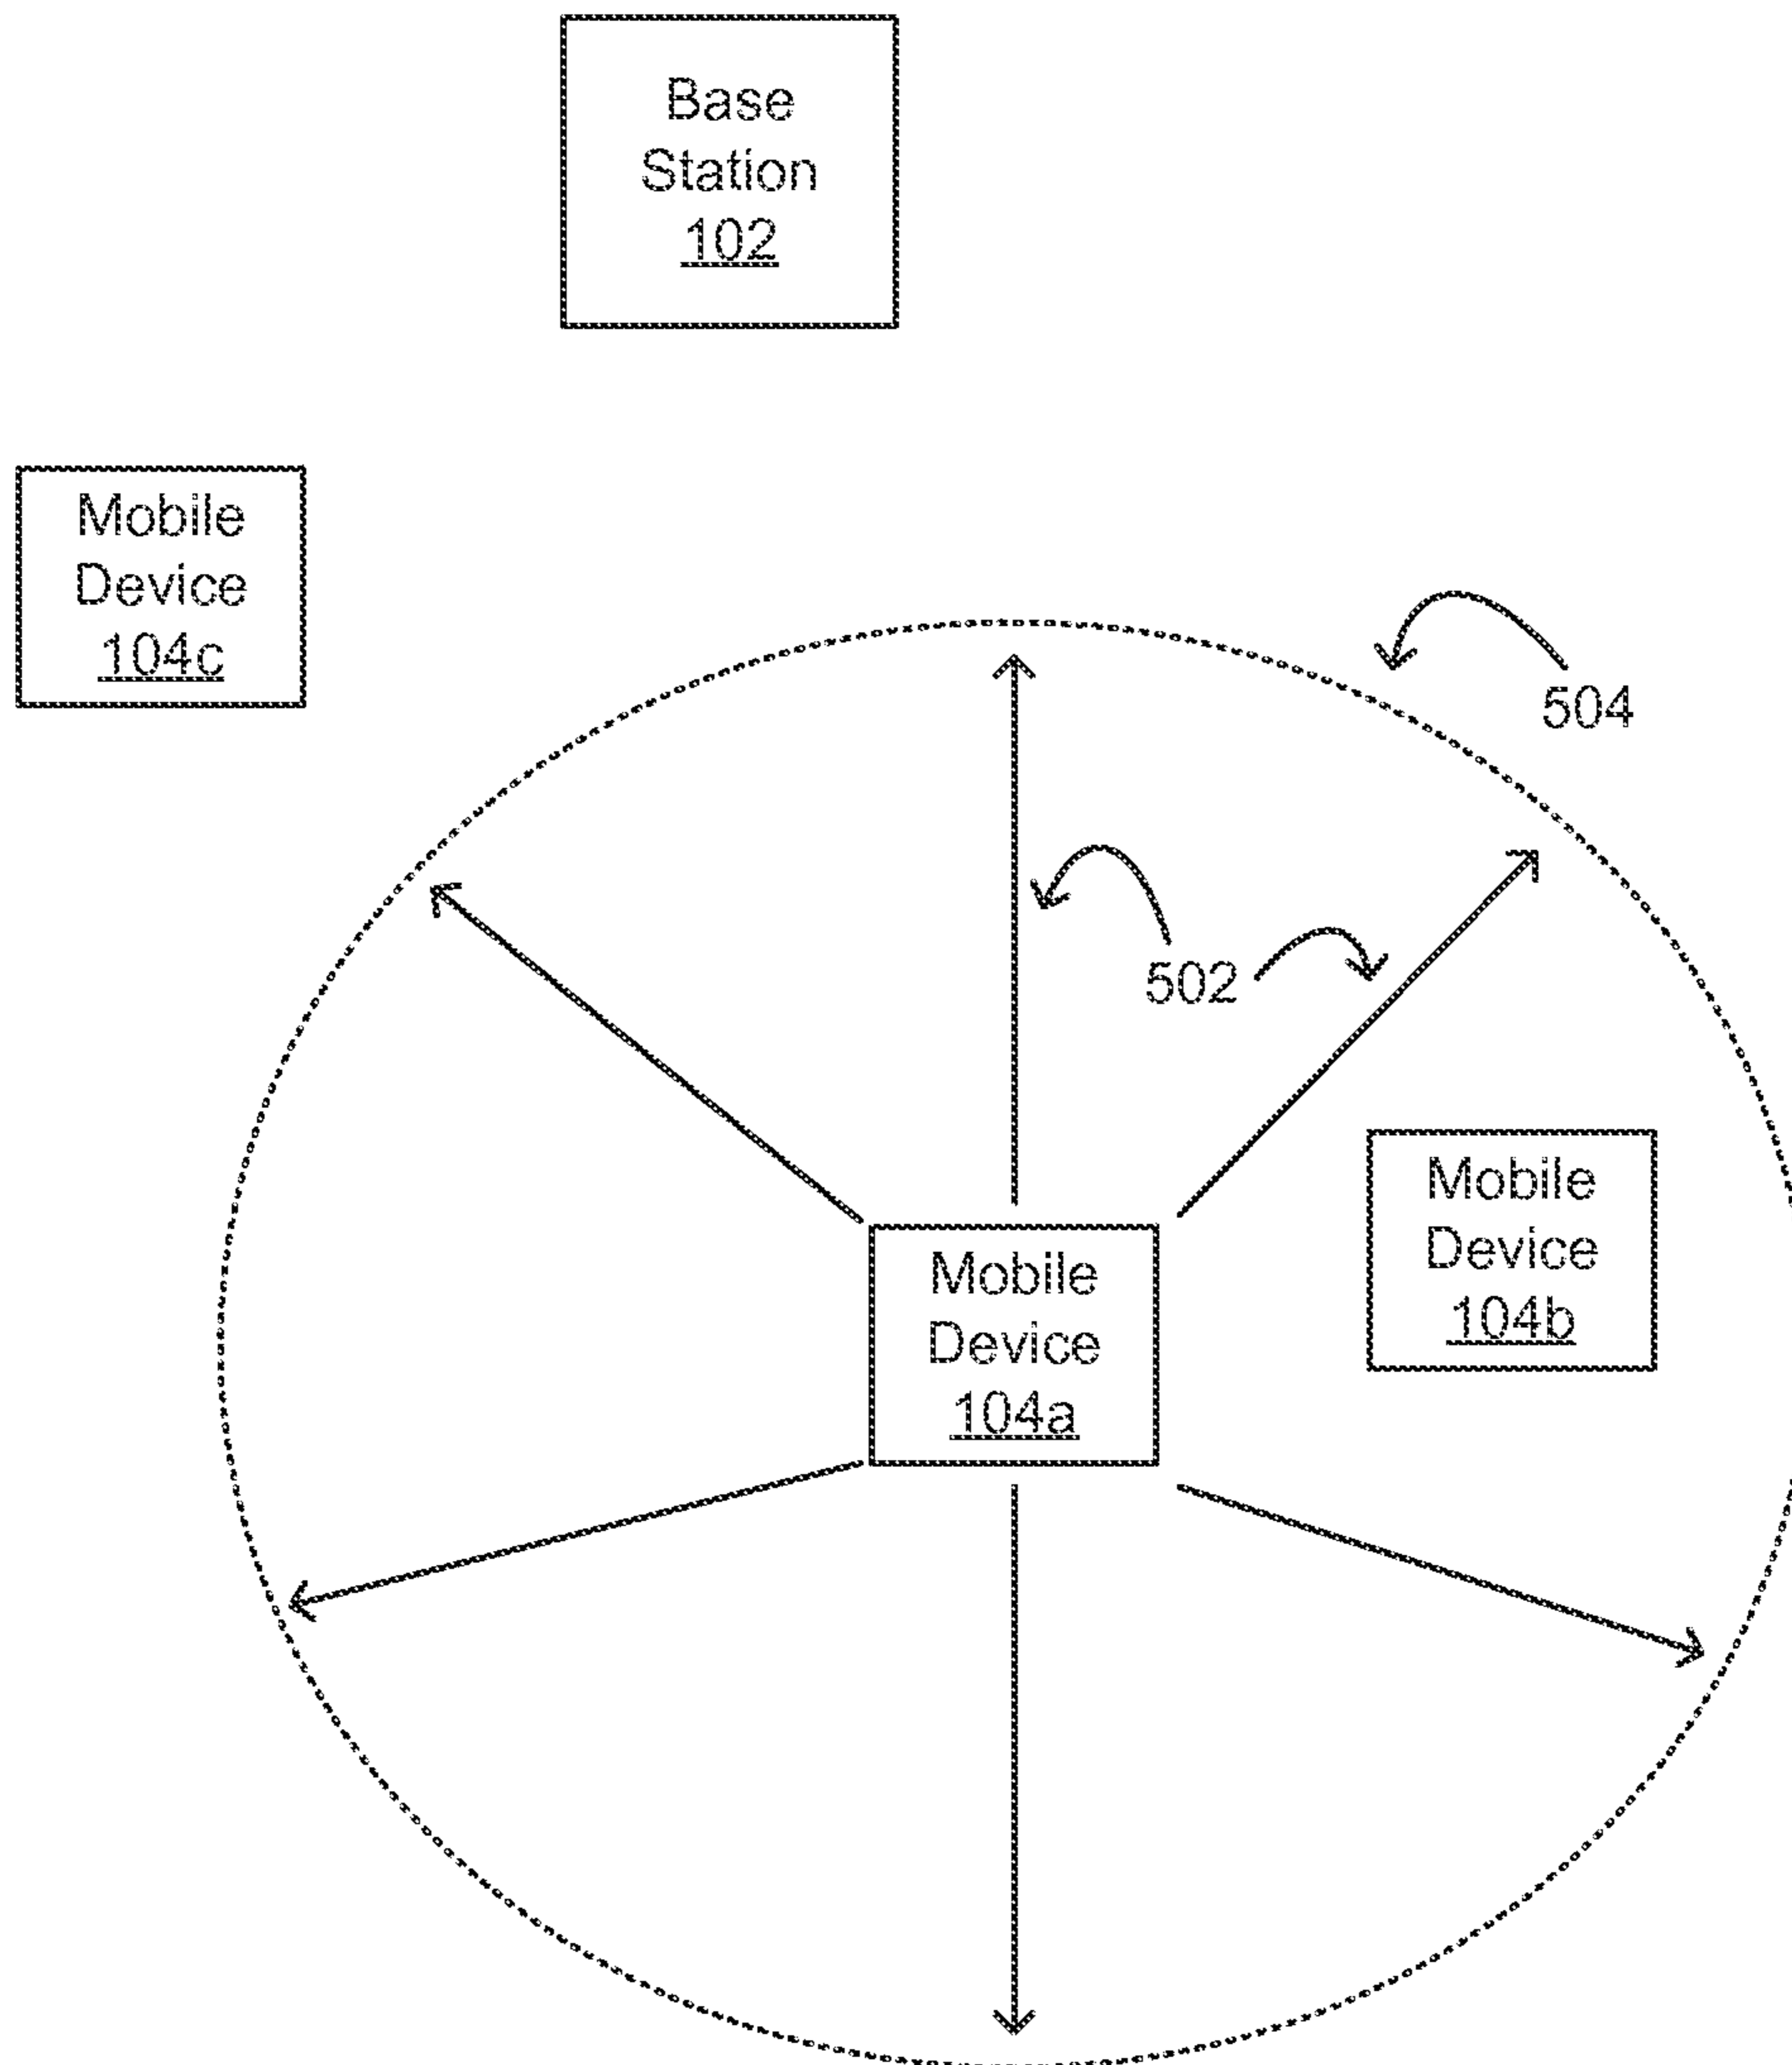 Base
Station
102
Mobile
Device
104c
504
502
Mobile
Device
104b
Mobile
Device
104a